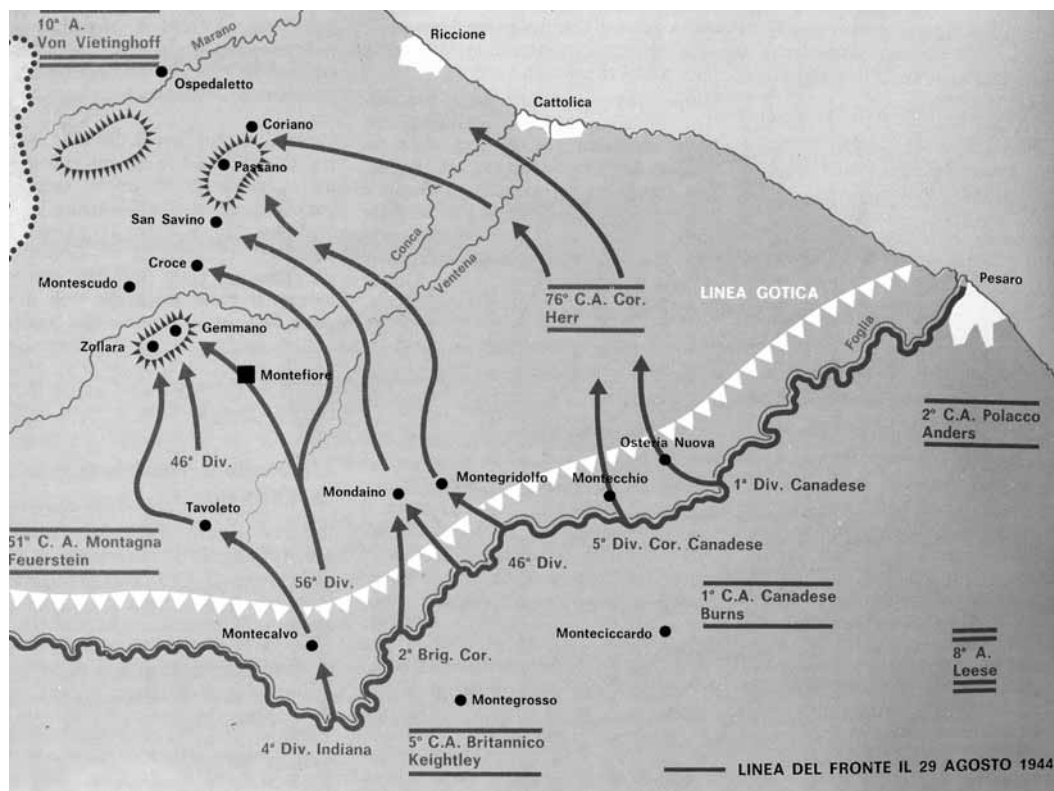 10° A.
Von Vietinghoff
Marano
Riccione
Ospedaletto
Cattolica
Coriano
Passano
San Savino
Conca
Croce
Ventena
Montescudo
Pesaro
76° C.A. Cor.
Herr
LINEA GOTICA
Gemmano
Foglia
Zollara
Montefiore
2° C.A. Polacco
Anders
Osteria Nuova
46° Div.
Montegridolfo
Montecchio
1ª Div. Canadese
Mondaino
Tavoleto
5ª Div. Cor. Canadese
51° C. A. Montagna
Feuerstein
46ª Div.
56ª Div.
1° C.A. Canadese
Burns
Montecalvo
Monteciccardo
2ª Brig. Cor.
8ª A.
Leese
Montegrosso
4ª Div. Indiana
5° C.A. Britannico
Keightley
LINEA DEL FRONTE IL 29 AGOSTO 1944